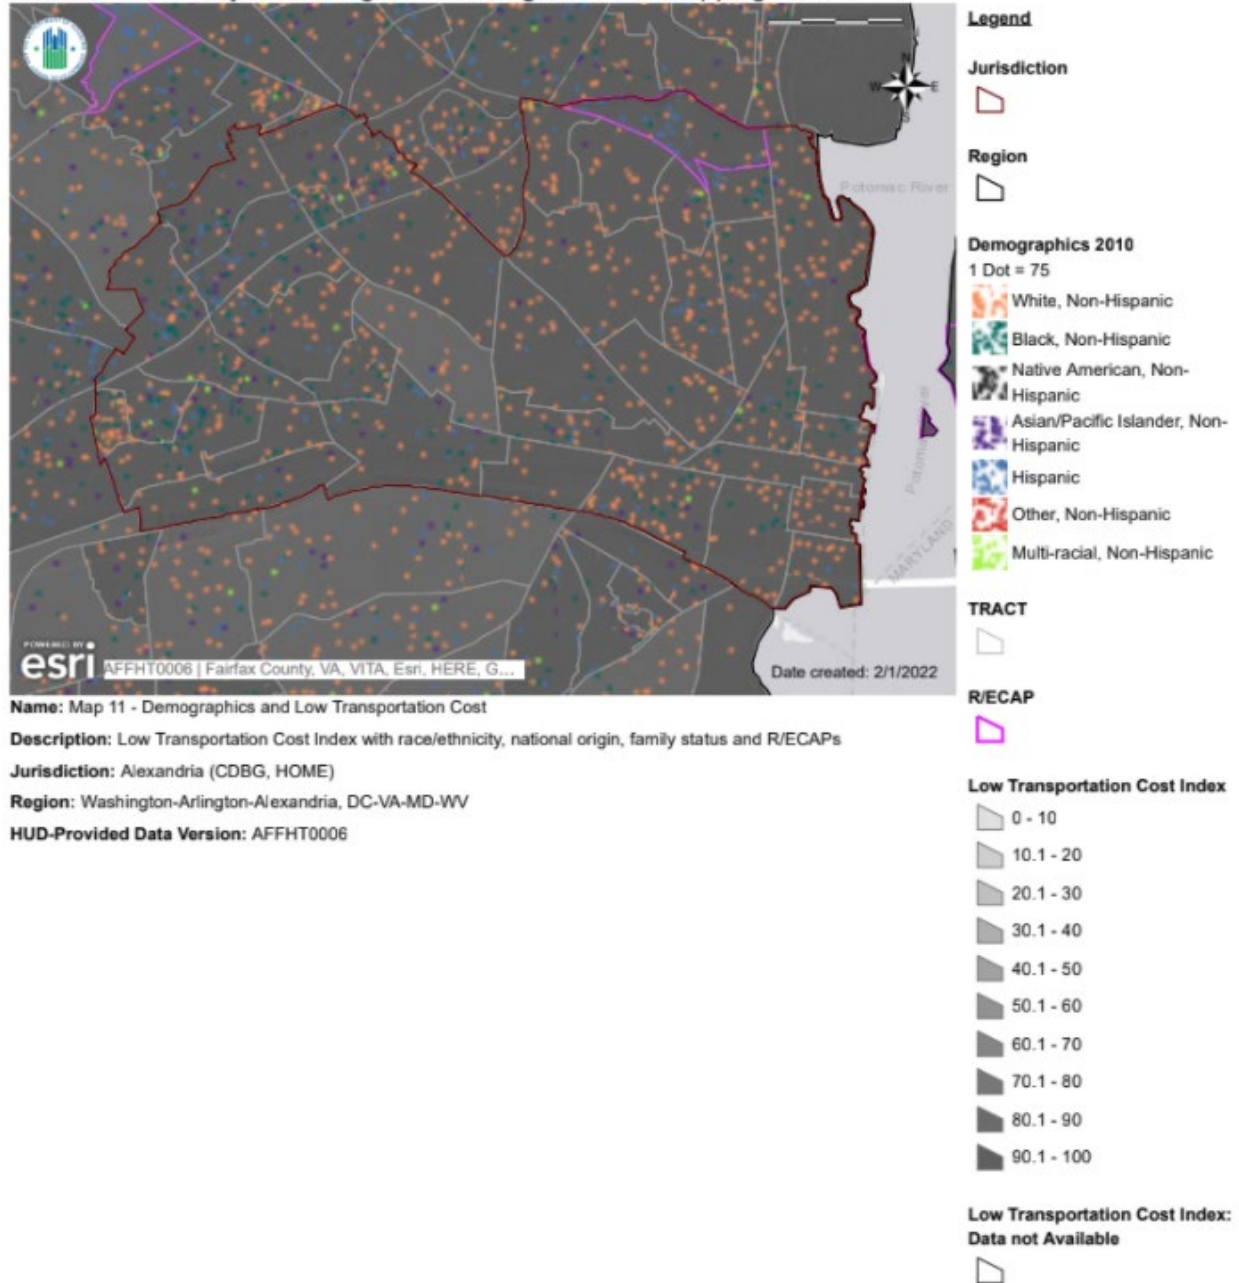 N
W E
S
Potomac River
Potomac River
MARYLAND
POWERED BY
esri
AFFHT0006 | Fairfax County, VA, VITA, Esri, HERE, G...
Date created: 2/1/2022
Name: Map 11 - Demographics and Low Transportation Cost
Description: Low Transportation Cost Index with race/ethnicity, national origin, family status and R/ECAPs
Jurisdiction: Alexandria (CDBG, HOME)
Region: Washington-Arlington-Alexandria, DC-VA-MD-WV
HUD-Provided Data Version: AFFHT0006
Legend
Jurisdiction
Region
Demographics 2010
1 Dot = 75
White, Non-Hispanic
Black, Non-Hispanic
Native American, Non-
Hispanic
Asian/Pacific Islander, Non-
Hispanic
Hispanic
Other, Non-Hispanic
Multi-racial, Non-Hispanic
TRACT
R/ECAP
Low Transportation Cost Index
0 - 10
10.1 - 20
20.1 - 30
30.1 - 40
40.1 - 50
50.1 - 60
60.1 - 70
70.1 - 80
80.1 - 90
90.1 - 100
Low Transportation Cost Index:
Data not Available